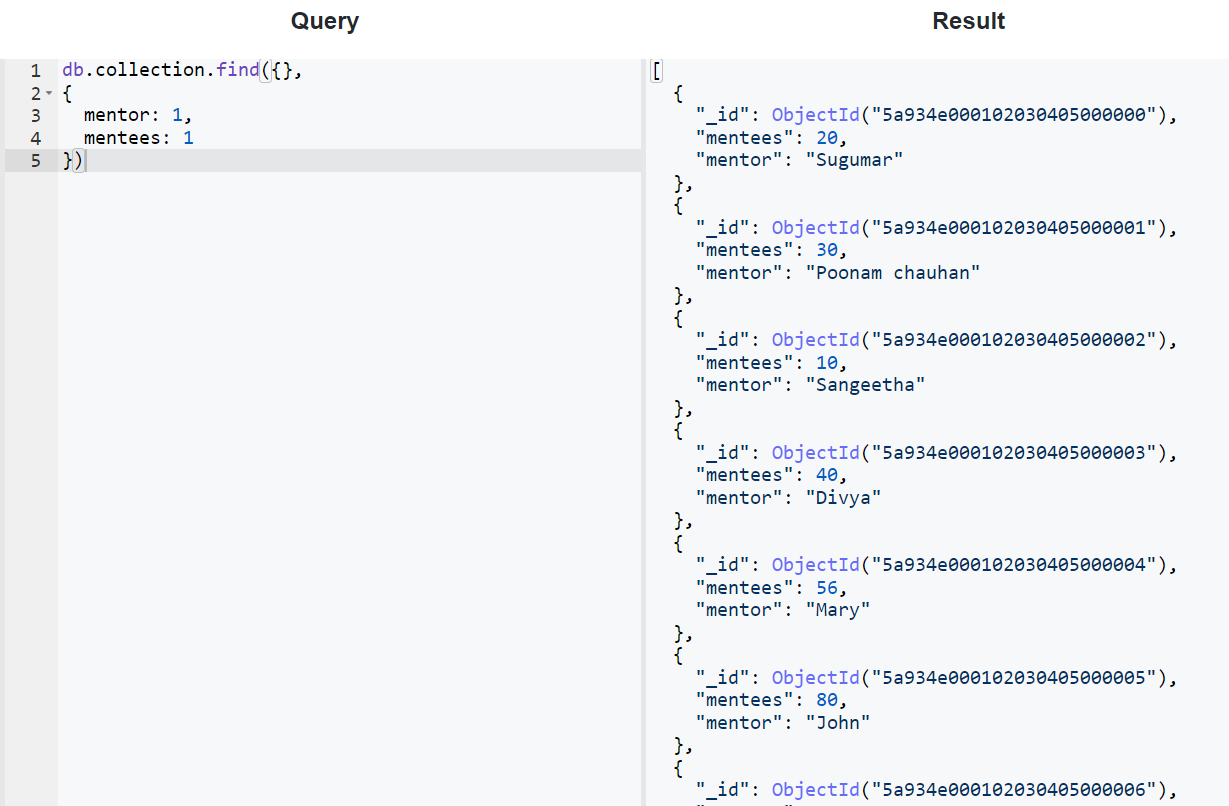 Query
Result
1 db.collection.find({},
2 {
3 mentor: 1,
4 mentees: 1
5 })
[
{
"_id": ObjectId("5a934e000102030405000000"),
"mentees": 20,
"mentor": "Sugumar"
},
{
"_id": ObjectId("5a934e000102030405000001"),
"mentees": 30,
"mentor": "Poonam chauhan"
},
{
"_id": ObjectId("5a934e000102030405000002"),
"mentees": 10,
"mentor": "Sangeetha"
},
{
"_id": ObjectId("5a934e000102030405000003"),
"mentees": 40,
"mentor": "Divya"
},
{
"_id": ObjectId("5a934e000102030405000004"),
"mentees": 56,
"mentor": "Mary"
},
{
"_id": ObjectId("5a934e000102030405000005"),
"mentees": 80,
"mentor": "John"
},
{
"_id": ObjectId("5a934e000102030405000006"),